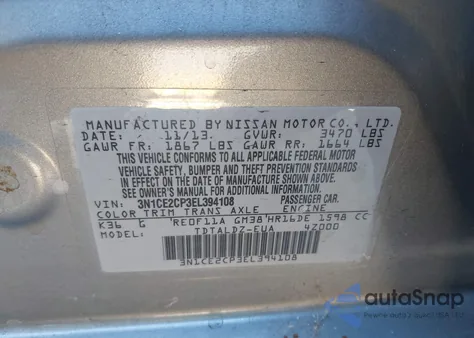 MANUFACTURED BY NISSAN MOTOR CO., LTD.
DATE: 11/13. GVWR: 3470 LBS
GAWR FR: 1867 LBS GAWR RR: 1664 LBS
THIS VEHICLE CONFORMS TO ALL APPLICABLE FEDERAL MOTOR
VEHICLE SAFETY, BUMPER AND THEFT PREVENTION STANDARDS
IN EFFECT ON THE DATE OF MANUFACTURE SHOWN ABOVE.
SEE OWNER'S MANUAL FOR ADDITIONAL INFORMATION
VIN: 3N1CE2CP3EL394108 PASSENGER CAR.
COLOR TRIM TRANS AXLE ENGINE
K36 G RE0F11A GM38 HR16DE 1598 CC
MODEL: TDTALDZ-EUA 4Z000
3N1CE2CP3EL394108
autoSnap